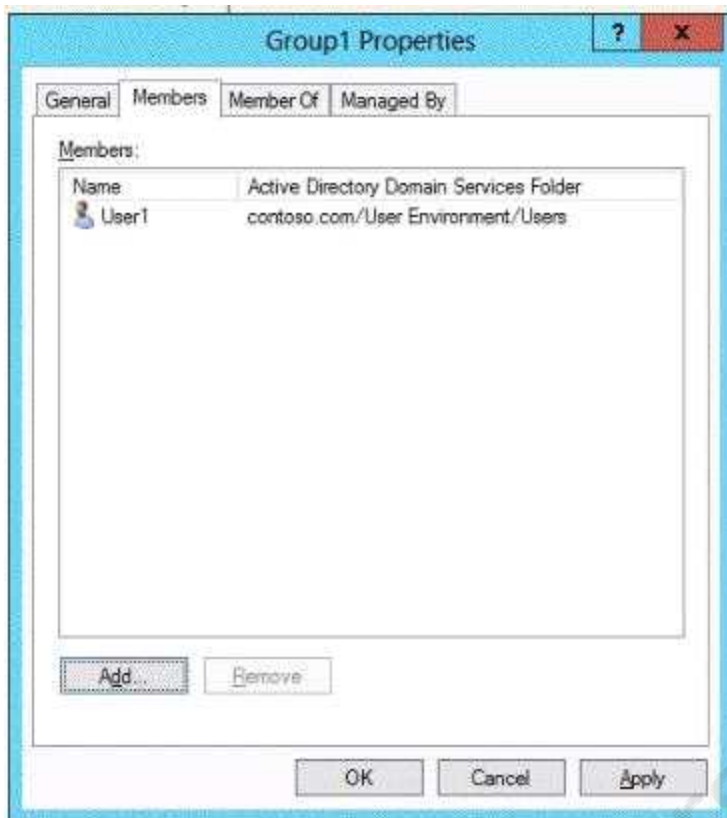 Group1 Properties
? x
General Members Member Of Managed By
Members:
Name Active Directory Domain Services Folder
User1 contoso.com/User Environment/Users
Add... Remove
OK Cancel Apply